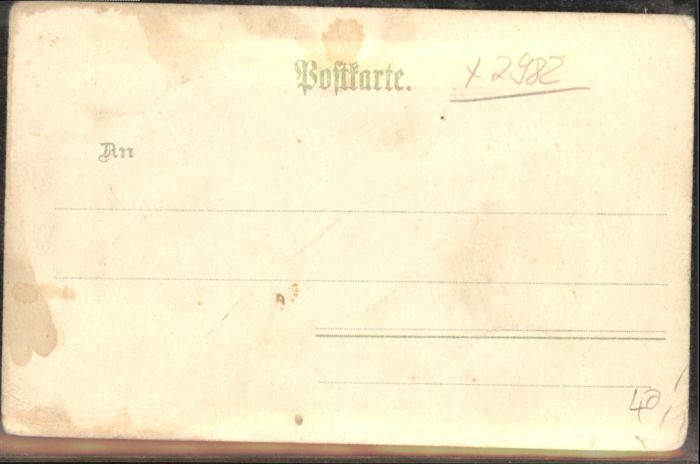 Postkarte.
x 2982
An
40